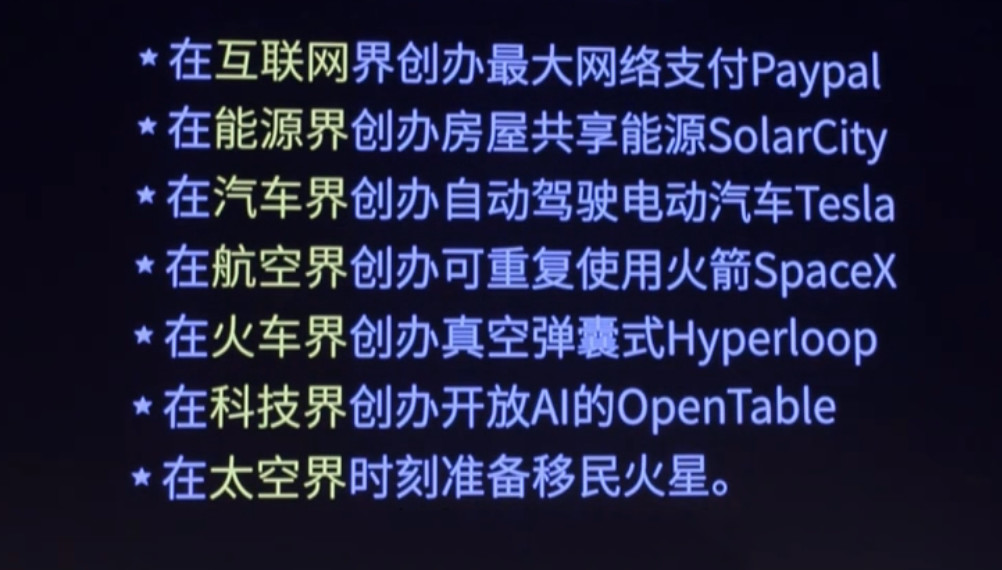 ★ 在互联网界创办最大网络支付Paypal
★ 在能源界创办房屋共享能源SolarCity
★ 在汽车界创办自动驾驶电动汽车Tesla
★ 在航空界创办可重复使用火箭SpaceX
★ 在火车界创办真空弹囊式Hyperloop
★ 在科技界创办开放AI的OpenTable
★ 在太空界时刻准备移民火星。